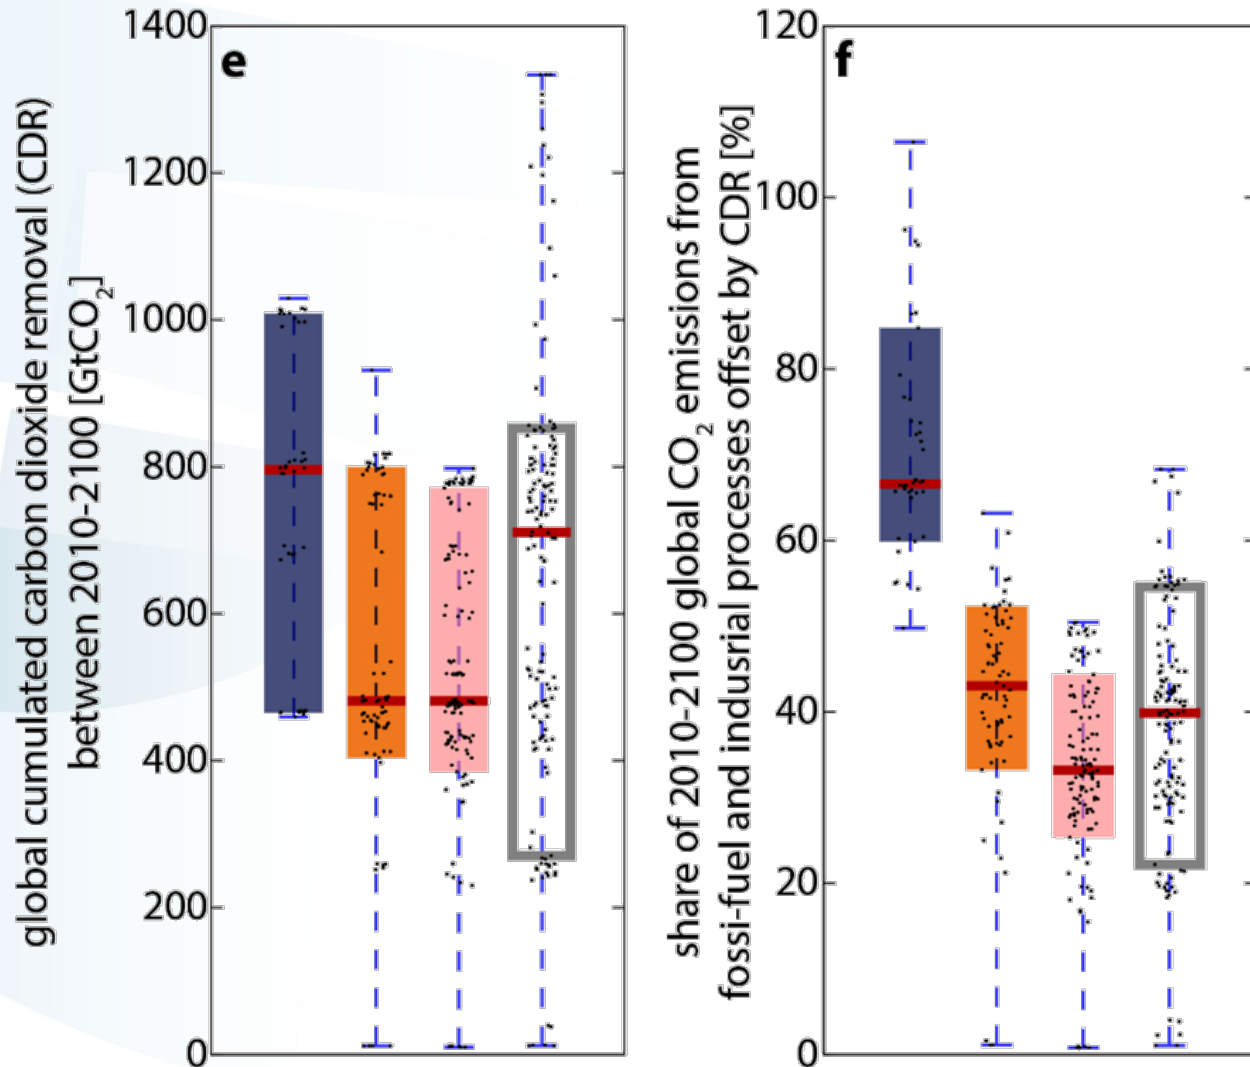 e
global cumulated carbon dioxide removal (CDR)
between 2010-2100 [GtCO2]
1400
1200
1000
800
600
400
200
0
f
share of 2010-2100 global CO2 emissions from
fossi-fuel and indusrial processes offset by CDR [%]
120
100
80
60
40
20
0